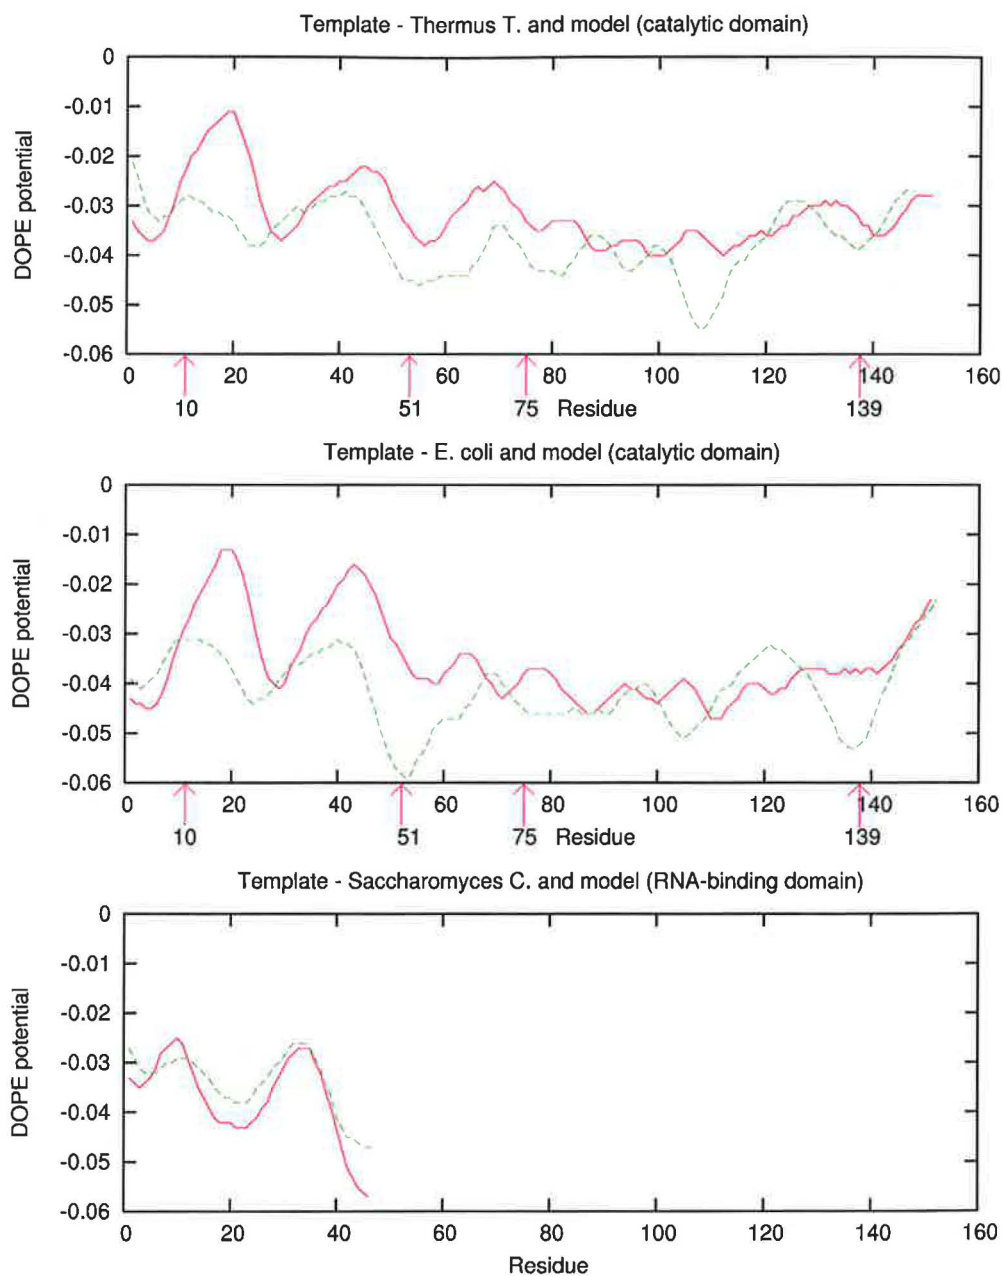 Template - Thermus T. and model (catalytic domain)
0
-0.01
-0.02
-0.03
-0.04
-0.05
-0.06
DOPE potential
0 20 40 60 80 100 120 140 160
10 51 75 Residue 139
Template - E. coli and model (catalytic domain)
0
-0.01
-0.02
-0.03
-0.04
-0.05
-0.06
DOPE potential
0 20 40 60 80 100 120 140 160
10 51 75 Residue 139
Template - Saccharomyces C. and model (RNA-binding domain)
0
-0.01
-0.02
-0.03
-0.04
-0.05
-0.06
DOPE potential
0 20 40 60 80 100 120 140 160
Residue